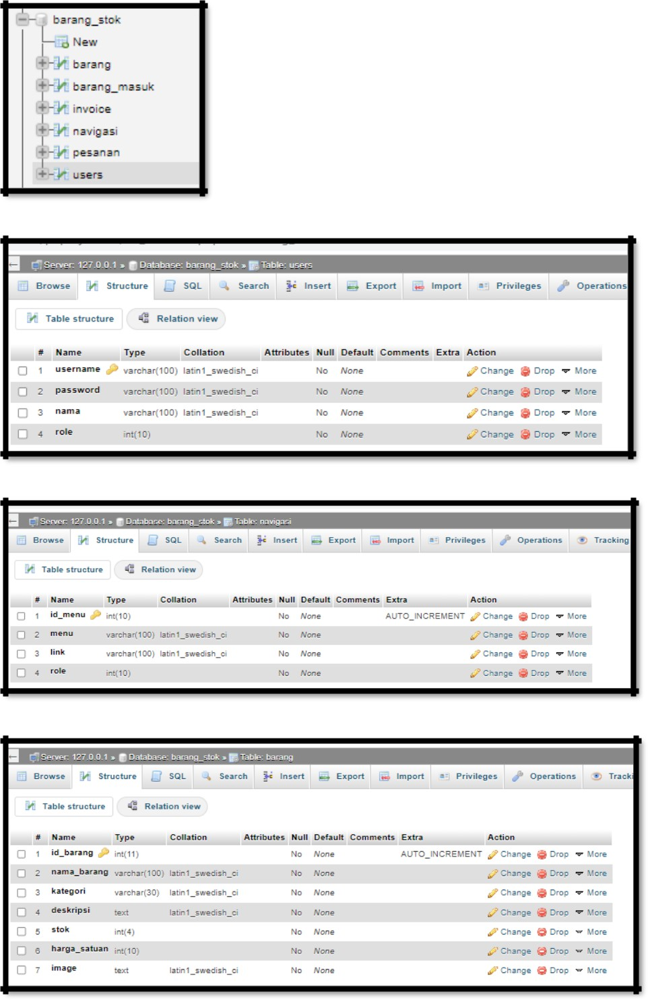 barang_stok
New
barang
barang_masuk
invoice
navigasi
pesanan
users
Server: 127.0.0.1 » Database: barang_stok » Table: users
Browse Structure SQL Search Insert Export Import Privileges Operations
Table structure Relation view
# Name Type Collation Attributes Null Default Comments Extra Action
1 username varchar(100) latin1_swedish_ci No None Change Drop More
2 password varchar(100) latin1_swedish_ci No None Change Drop More
3 nama varchar(100) latin1_swedish_ci No None Change Drop More
4 role int(10) No None Change Drop More
Server: 127.0.0.1 » Database: barang_stok » Table: navigasi
Browse Structure SQL Search Insert Export Import Privileges Operations Tracking
Table structure Relation view
# Name Type Collation Attributes Null Default Comments Extra Action
1 id_menu int(10) No None AUTO_INCREMENT Change Drop More
2 menu varchar(100) latin1_swedish_ci No None Change Drop More
3 link varchar(100) latin1_swedish_ci No None Change Drop More
4 role int(10) No None Change Drop More
Server: 127.0.0.1 » Database: barang_stok » Table: barang
Browse Structure SQL Search Insert Export Import Privileges Operations Tracki
Table structure Relation view
# Name Type Collation Attributes Null Default Comments Extra Action
1 id_barang int(11) No None AUTO_INCREMENT Change Drop More
2 nama_barang varchar(100) latin1_swedish_ci No None Change Drop More
3 kategori varchar(30) latin1_swedish_ci No None Change Drop More
4 deskripsi text latin1_swedish_ci No None Change Drop More
5 stok int(4) No None Change Drop More
6 harga_satuan int(10) No None Change Drop More
7 image text latin1_swedish_ci No None Change Drop More